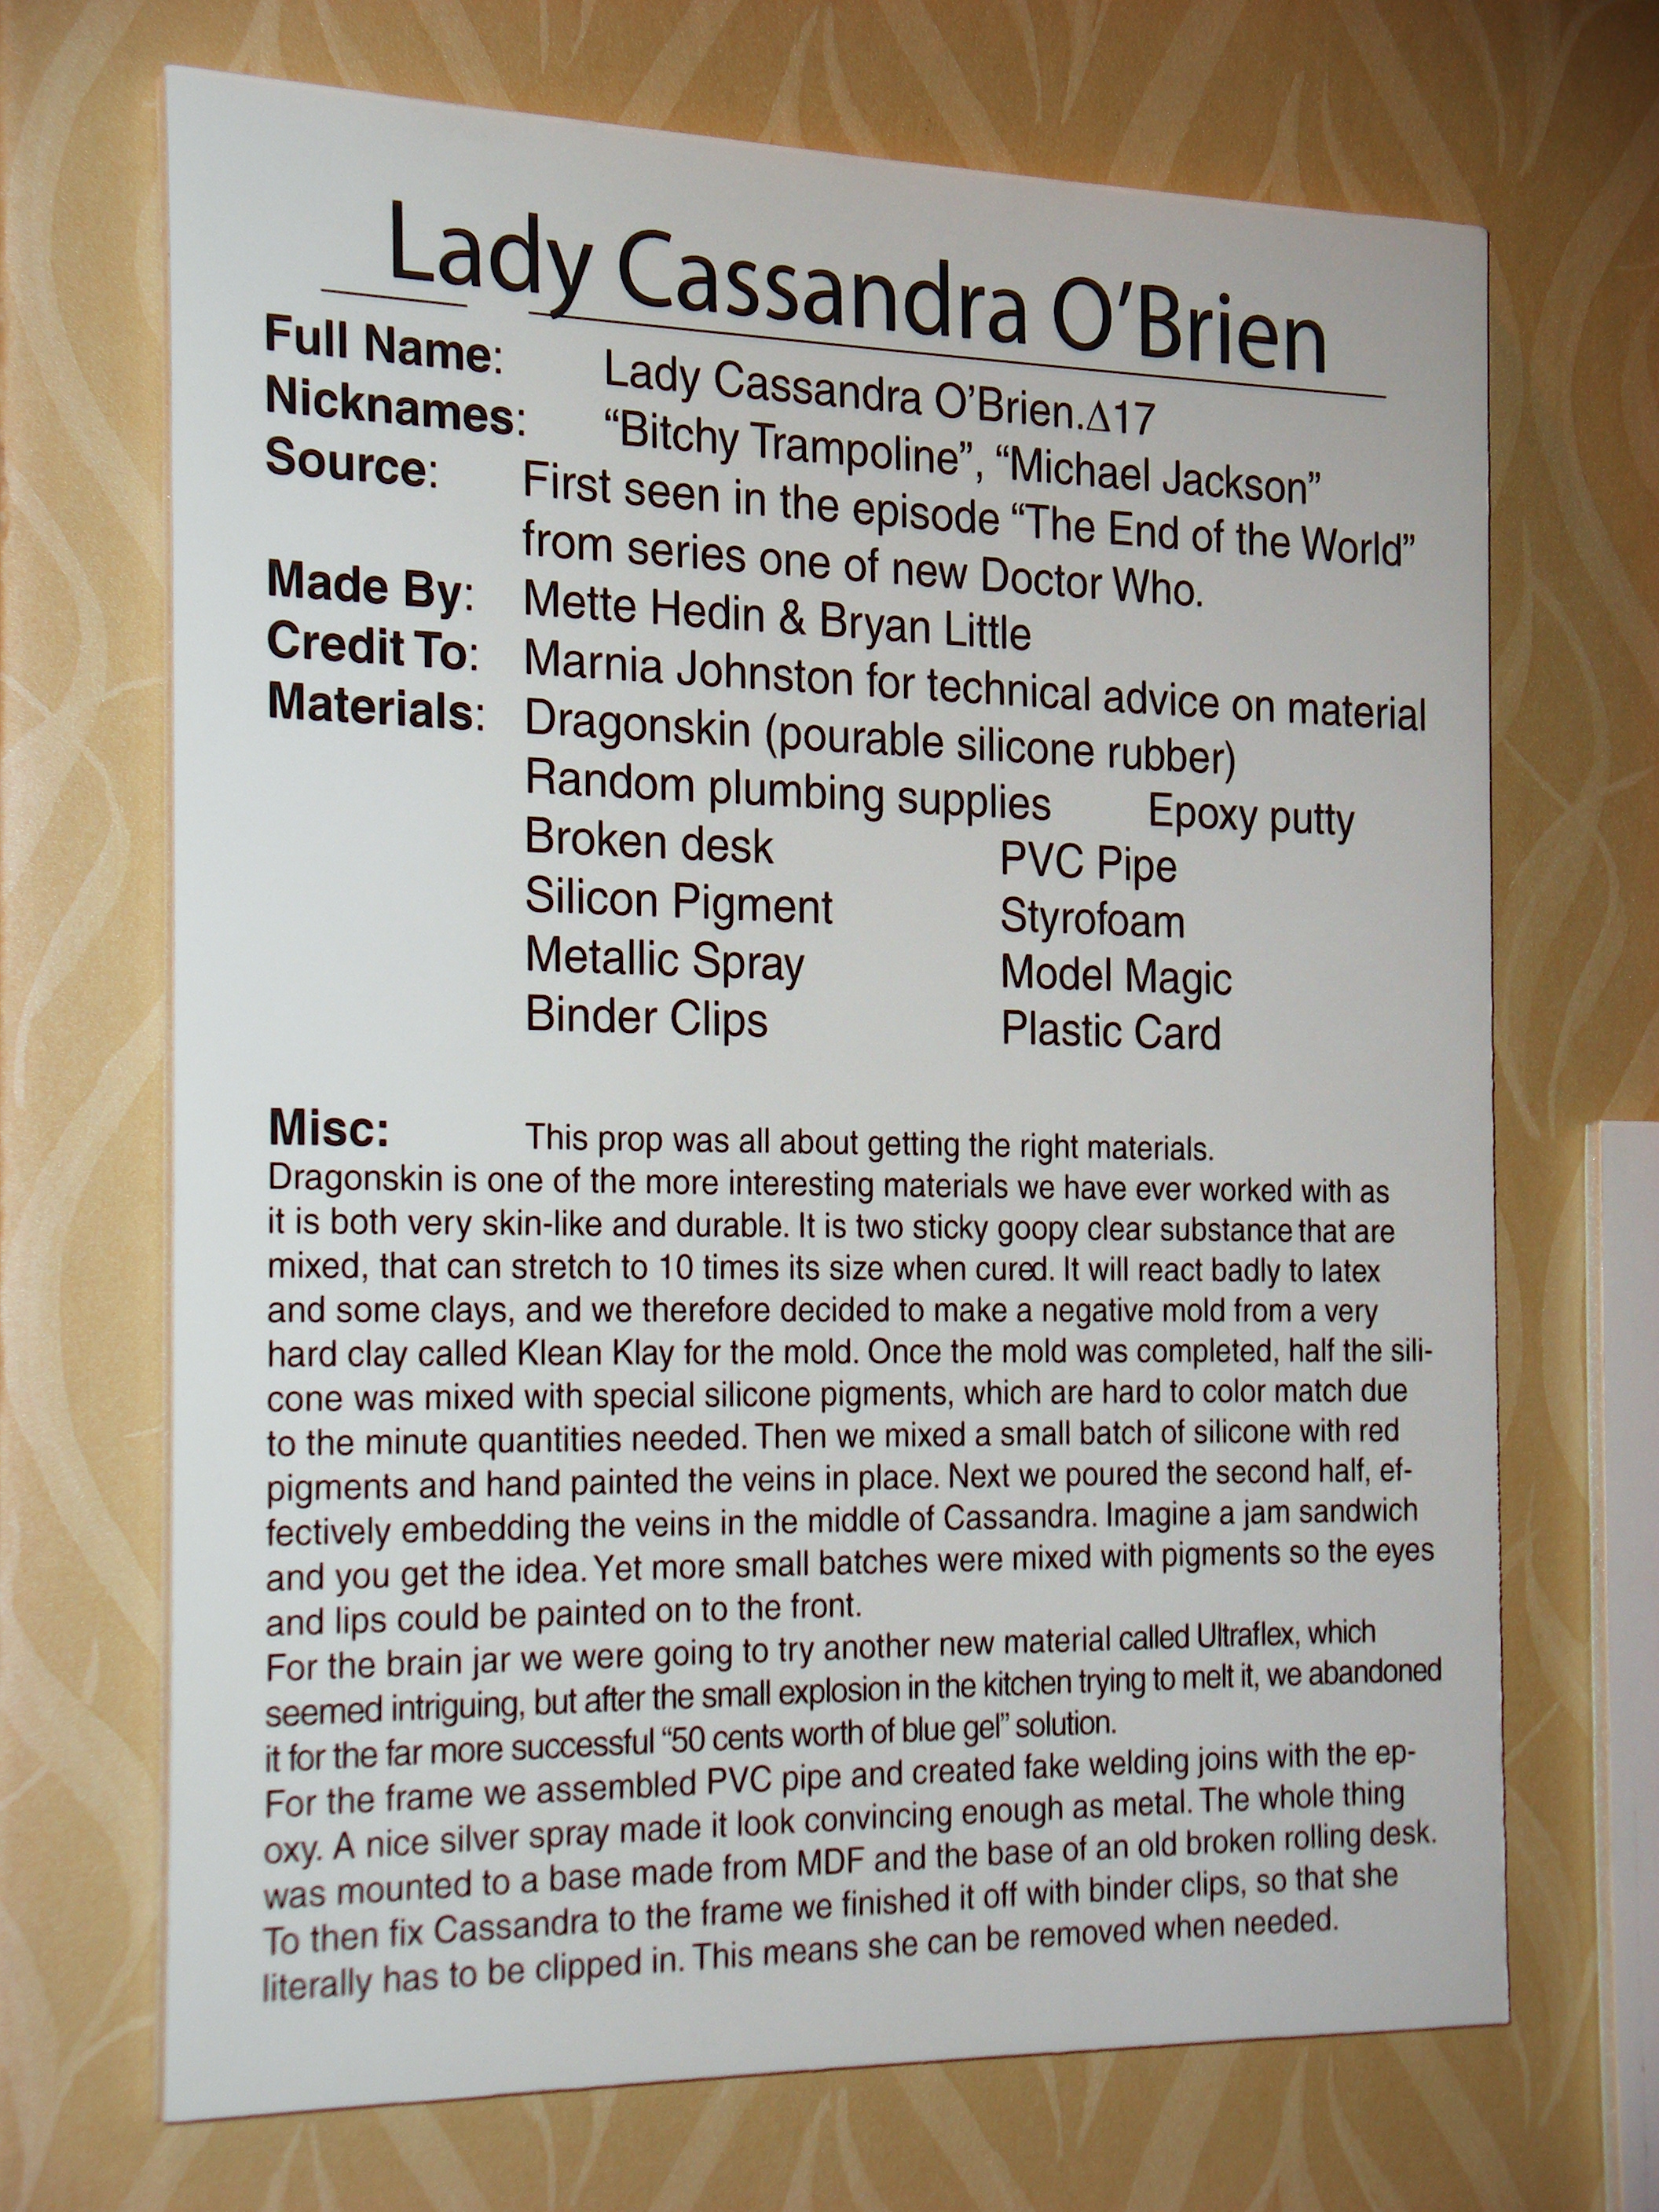 Lady Cassandra O’Brien
Full Name: Lady Cassandra O’Brien.Δ17
Nicknames: “Bitchy Trampoline”, “Michael Jackson”
Source: First seen in the episode “The End of the World”
from series one of new Doctor Who.
Made By: Mette Hedin & Bryan Little
Credit To: Marnia Johnston for technical advice on material
Materials: Dragonskin (pourable silicone rubber)
Random plumbing supplies Epoxy putty
Broken desk PVC Pipe
Silicon Pigment Styrofoam
Metallic Spray Model Magic
Binder Clips Plastic Card
Misc: This prop was all about getting the right materials.
Dragonskin is one of the more interesting materials we have ever worked with as
it is both very skin-like and durable. It is two sticky goopy clear substance that are
mixed, that can stretch to 10 times its size when cured. It will react badly to latex
and some clays, and we therefore decided to make a negative mold from a very
hard clay called Klean Klay for the mold. Once the mold was completed, half the sili-
cone was mixed with special silicone pigments, which are hard to color match due
to the minute quantities needed. Then we mixed a small batch of silicone with red
pigments and hand painted the veins in place. Next we poured the second half, ef-
fectively embedding the veins in the middle of Cassandra. Imagine a jam sandwich
and you get the idea. Yet more small batches were mixed with pigments so the eyes
and lips could be painted on to the front.
For the brain jar we were going to try another new material called Ultraflex, which
seemed intriguing, but after the small explosion in the kitchen trying to melt it, we abandoned
it for the far more successful “50 cents worth of blue gel” solution.
For the frame we assembled PVC pipe and created fake welding joins with the ep-
oxy. A nice silver spray made it look convincing enough as metal. The whole thing
was mounted to a base made from MDF and the base of an old broken rolling desk.
To then fix Cassandra to the frame we finished it off with binder clips, so that she
literally has to be clipped in. This means she can be removed when needed.